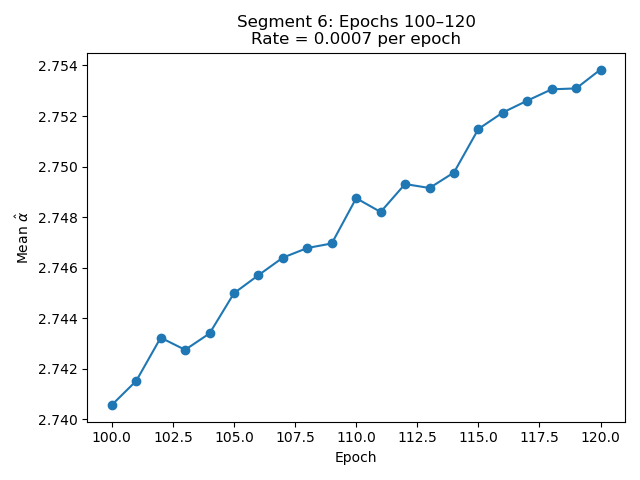 Segment 6: Epochs 100–120
Rate = 0.0007 per epoch
2.754
2.752
2.750
2.748
2.746
2.744
2.742
2.740
Mean α̂
100.0 102.5 105.0 107.5 110.0 112.5 115.0 117.5 120.0
Epoch